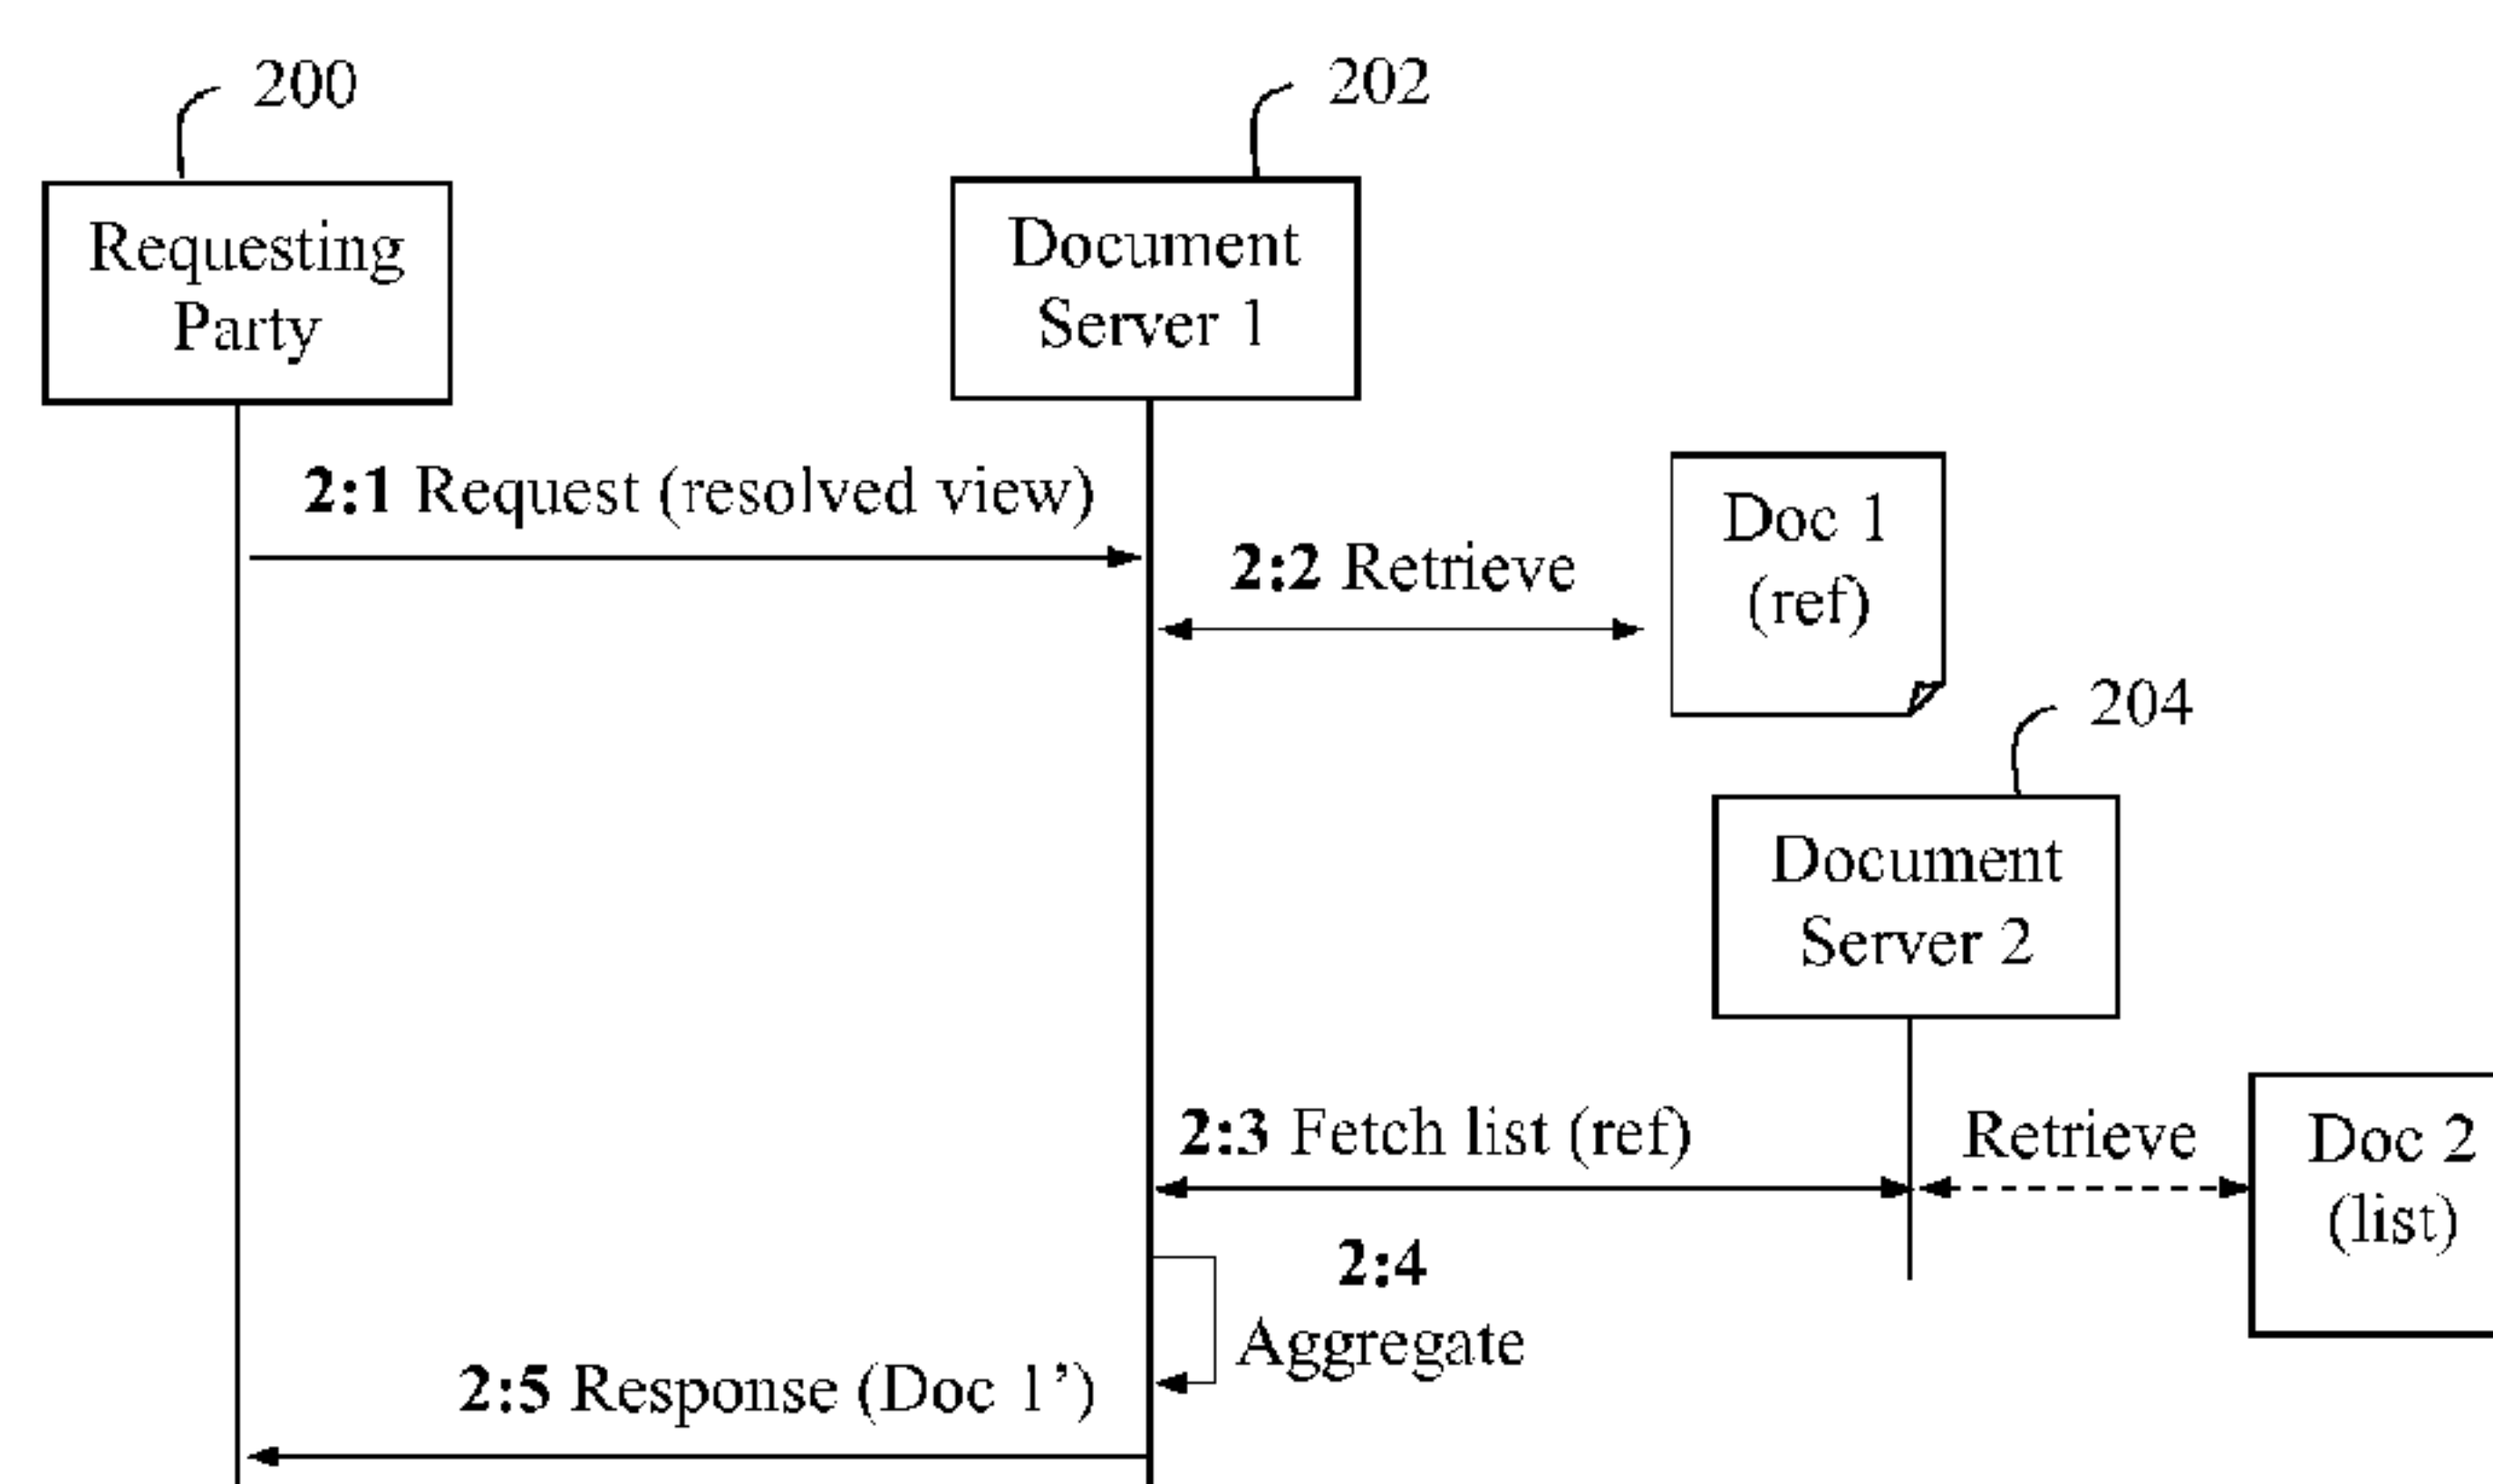 200
202
Requesting
Party
Document
Server 1
2:1 Request (resolved view)
2:2 Retrieve
Doc 1
(ref)
204
Document
Server 2
2:3 Fetch list (ref)
Retrieve
Doc 2
(list)
2:4
Aggregate
2:5 Response (Doc 1’)